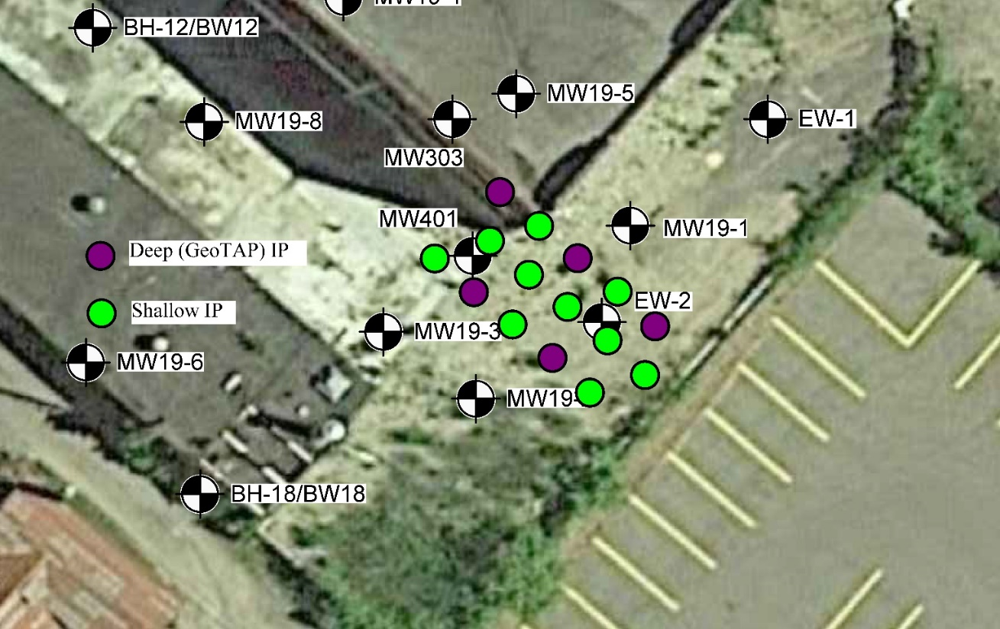 BH-12/BW12
MW19-5
MW19-8
EW-1
MW303
MW401
MW19-1
Deep (GeoTAP) IP
EW-2
Shallow IP
MW19-3
MW19-6
MW19-
BH-18/BW18